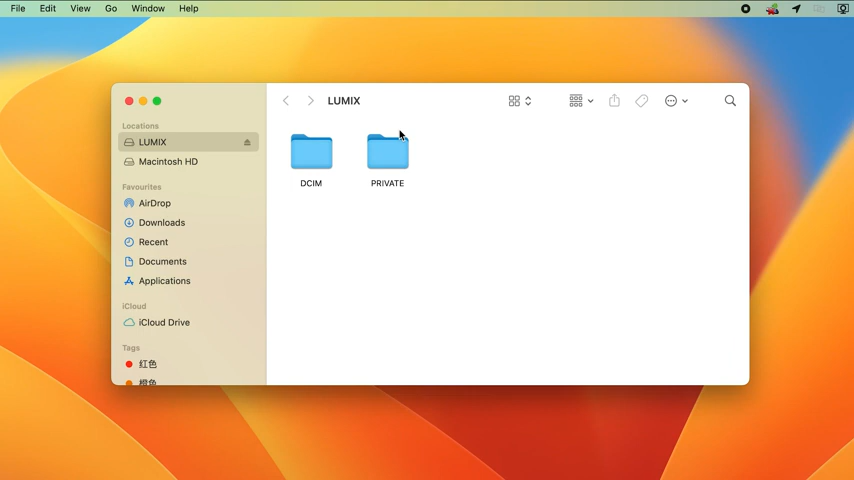 File Edit View Go Window Help
LUMIX
Locations
LUMIX
Macintosh HD
Favourites
AirDrop
Downloads
Recent
Documents
Applications
iCloud
iCloud Drive
Tags
红色
橙色
DCIM PRIVATE